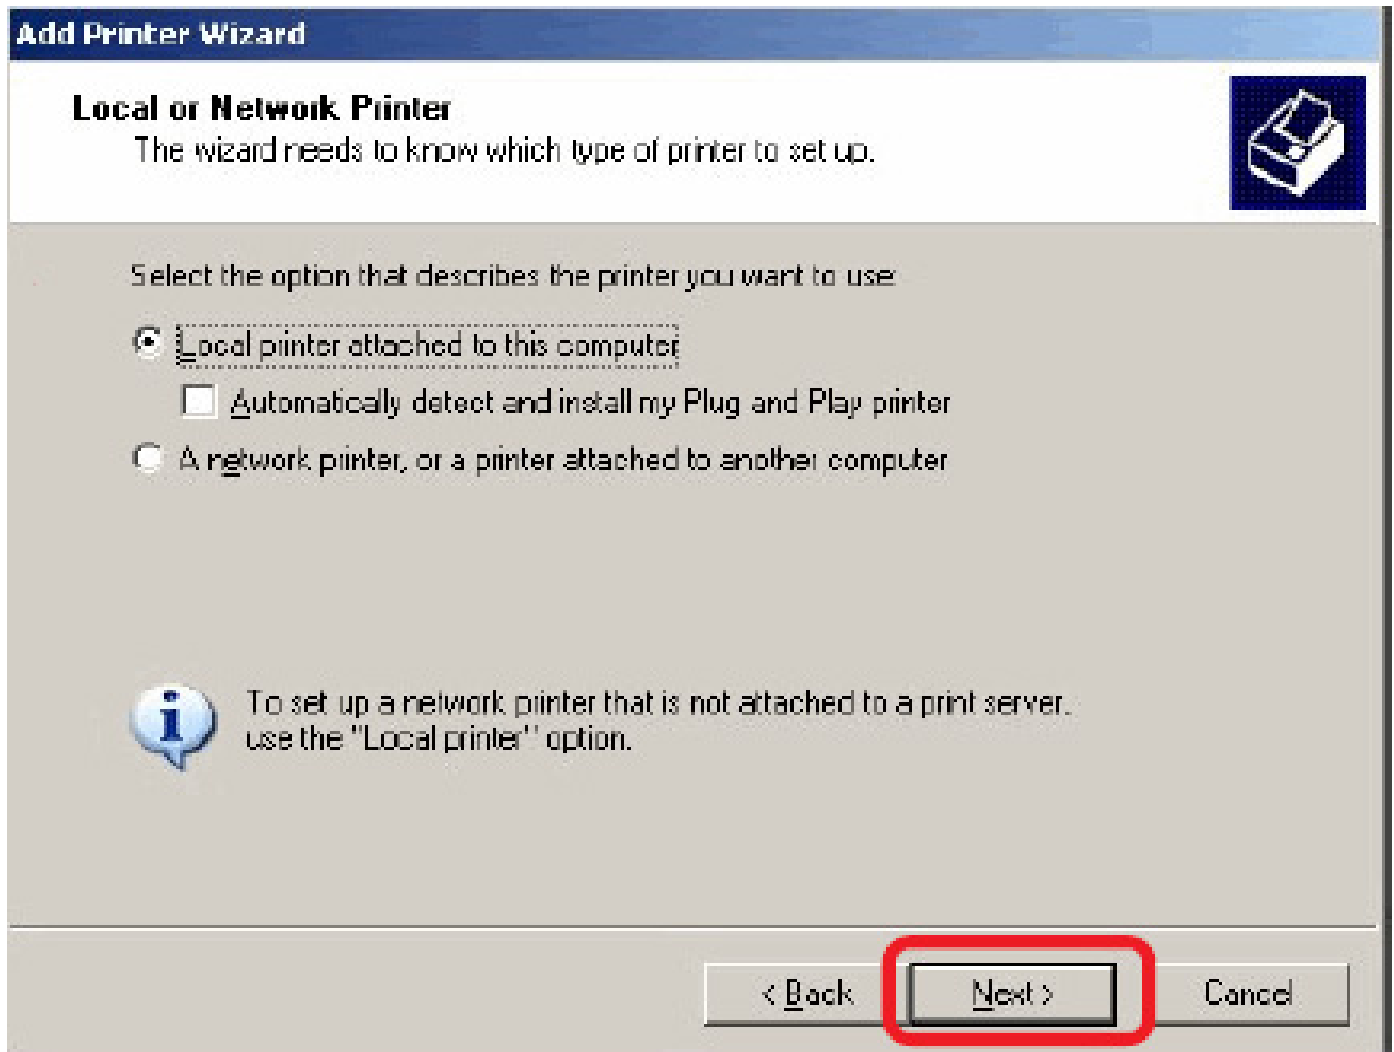 Add Printer Wizard
Local or Network Printer
The wizard needs to know which type of printer to set up.
Select the option that describes the printer you want to use:
Local printer attached to this computer
Automatically detect and install my Plug and Play printer
A network printer, or a printer attached to another computer
To set up a network printer that is not attached to a print server,
use the "Local printer" option.
< Back
Next >
Cancel